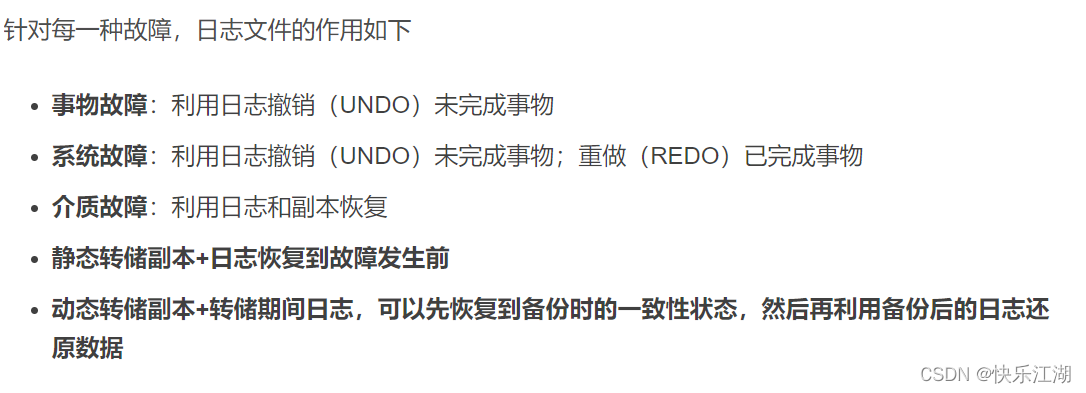 针对每一种故障，日志文件的作用如下
• 事物故障：利用日志撤销（UNDO）未完成事物
• 系统故障：利用日志撤销（UNDO）未完成事物；重做（REDO）已完成事物
• 介质故障：利用日志和副本恢复
• 静态转储副本+日志恢复到故障发生前
• 动态转储副本+转储期间日志，可以先恢复到备份时的一致性状态，然后再利用备份后的日志还
原数据
CSDN @快乐江湖